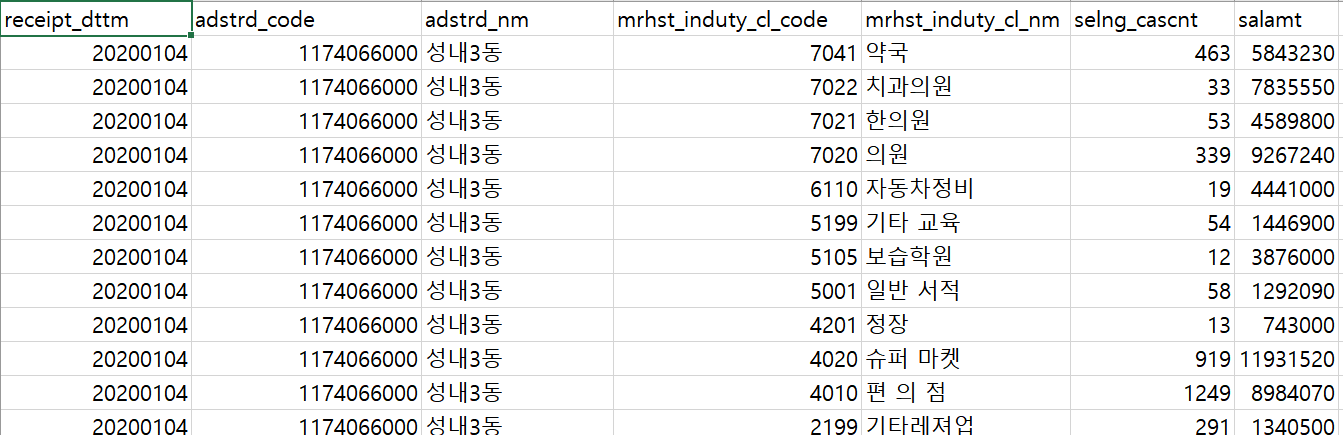 receipt_dttm adstrd_code adstrd_nm mrhst_induty_cl_code mrhst_induty_cl_nm selng_cascnt salamt
20200104 1174066000 성내3동 7041 약국 463 5843230
20200104 1174066000 성내3동 7022 치과의원 33 7835550
20200104 1174066000 성내3동 7021 한의원 53 4589800
20200104 1174066000 성내3동 7020 의원 339 9267240
20200104 1174066000 성내3동 6110 자동차정비 19 4441000
20200104 1174066000 성내3동 5199 기타 교육 54 1446900
20200104 1174066000 성내3동 5105 보습학원 12 3876000
20200104 1174066000 성내3동 5001 일반 서적 58 1292090
20200104 1174066000 성내3동 4201 정장 13 743000
20200104 1174066000 성내3동 4020 슈퍼 마켓 919 11931520
20200104 1174066000 성내3동 4010 편 의 점 1249 8984070
20200104 1174066000 성내3동 2199 기타레져업 291 1340500